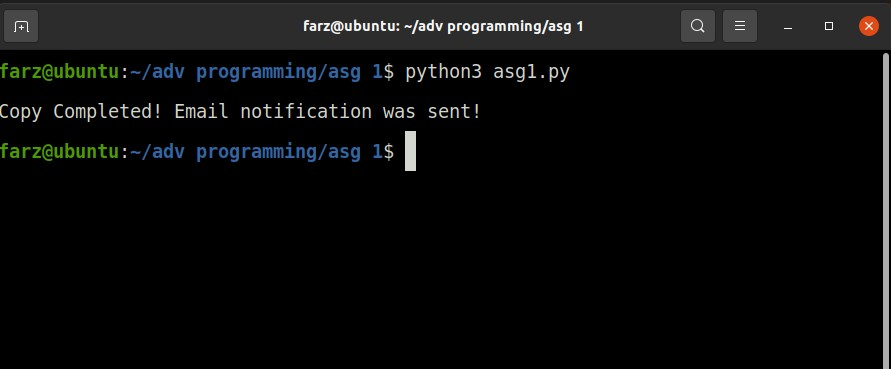 farz@ubuntu: ~/adv programming/asg 1
farz@ubuntu:~/adv programming/asg 1$ python3 asg1.py
Copy Completed! Email notification was sent!
farz@ubuntu:~/adv programming/asg 1$